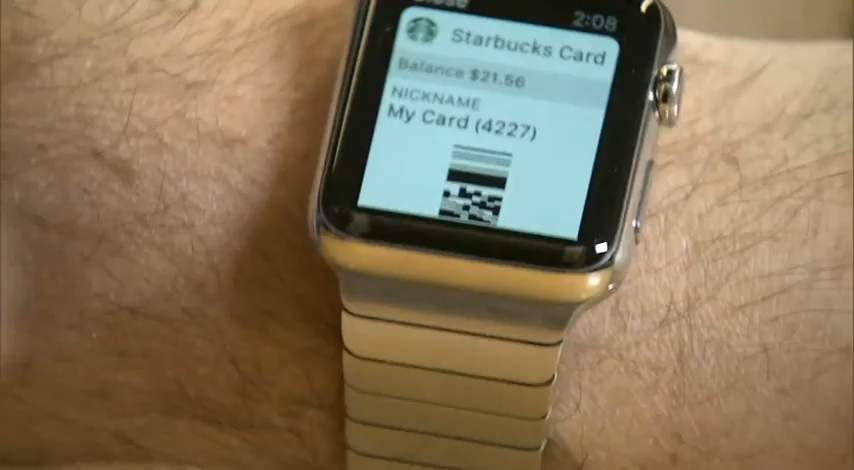 2:08
Starbucks Card
Balance $21.56
NICKNAME
My Card (4227)